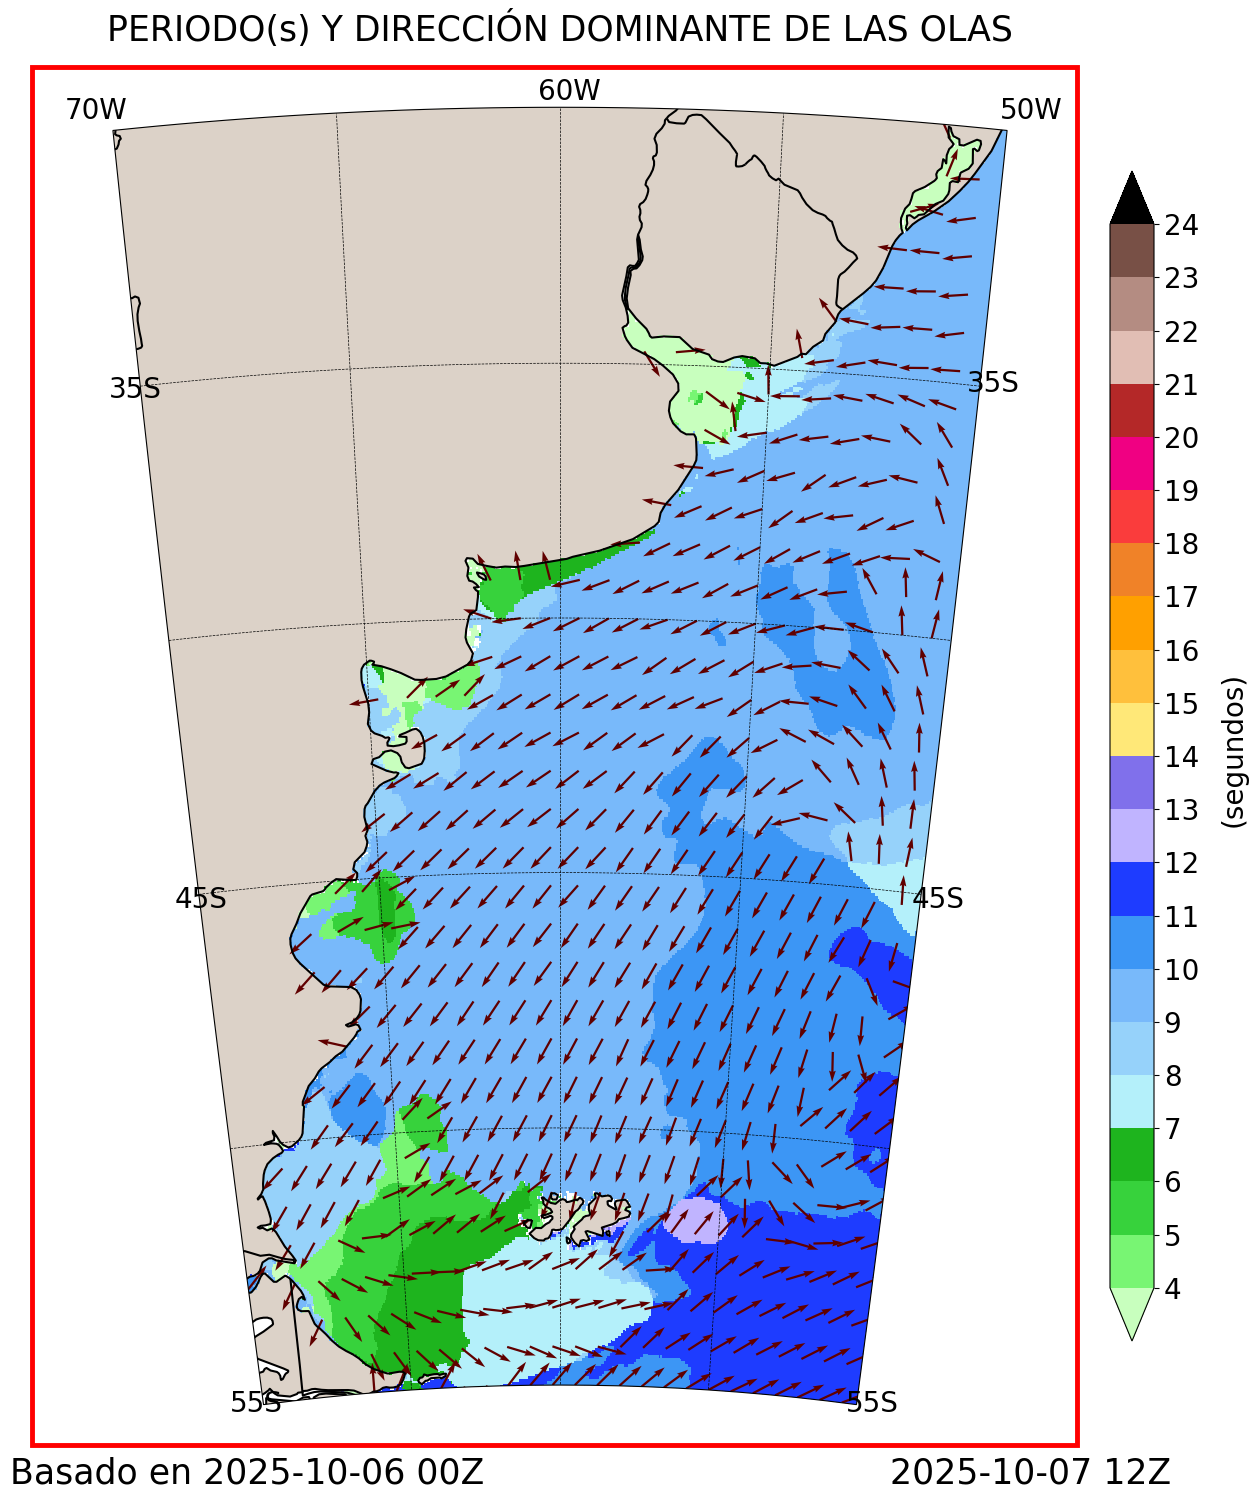 PERIODO(s) Y DIRECCIÓN DOMINANTE DE LAS OLAS
70W
60W
50W
35S
35S
45S
45S
55S
55S
24
23
22
21
20
19
18
17
16
15
14
13
12
11
10
9
8
7
6
5
4
(segundos)
Basado en 2025-10-06 00Z
2025-10-07 12Z